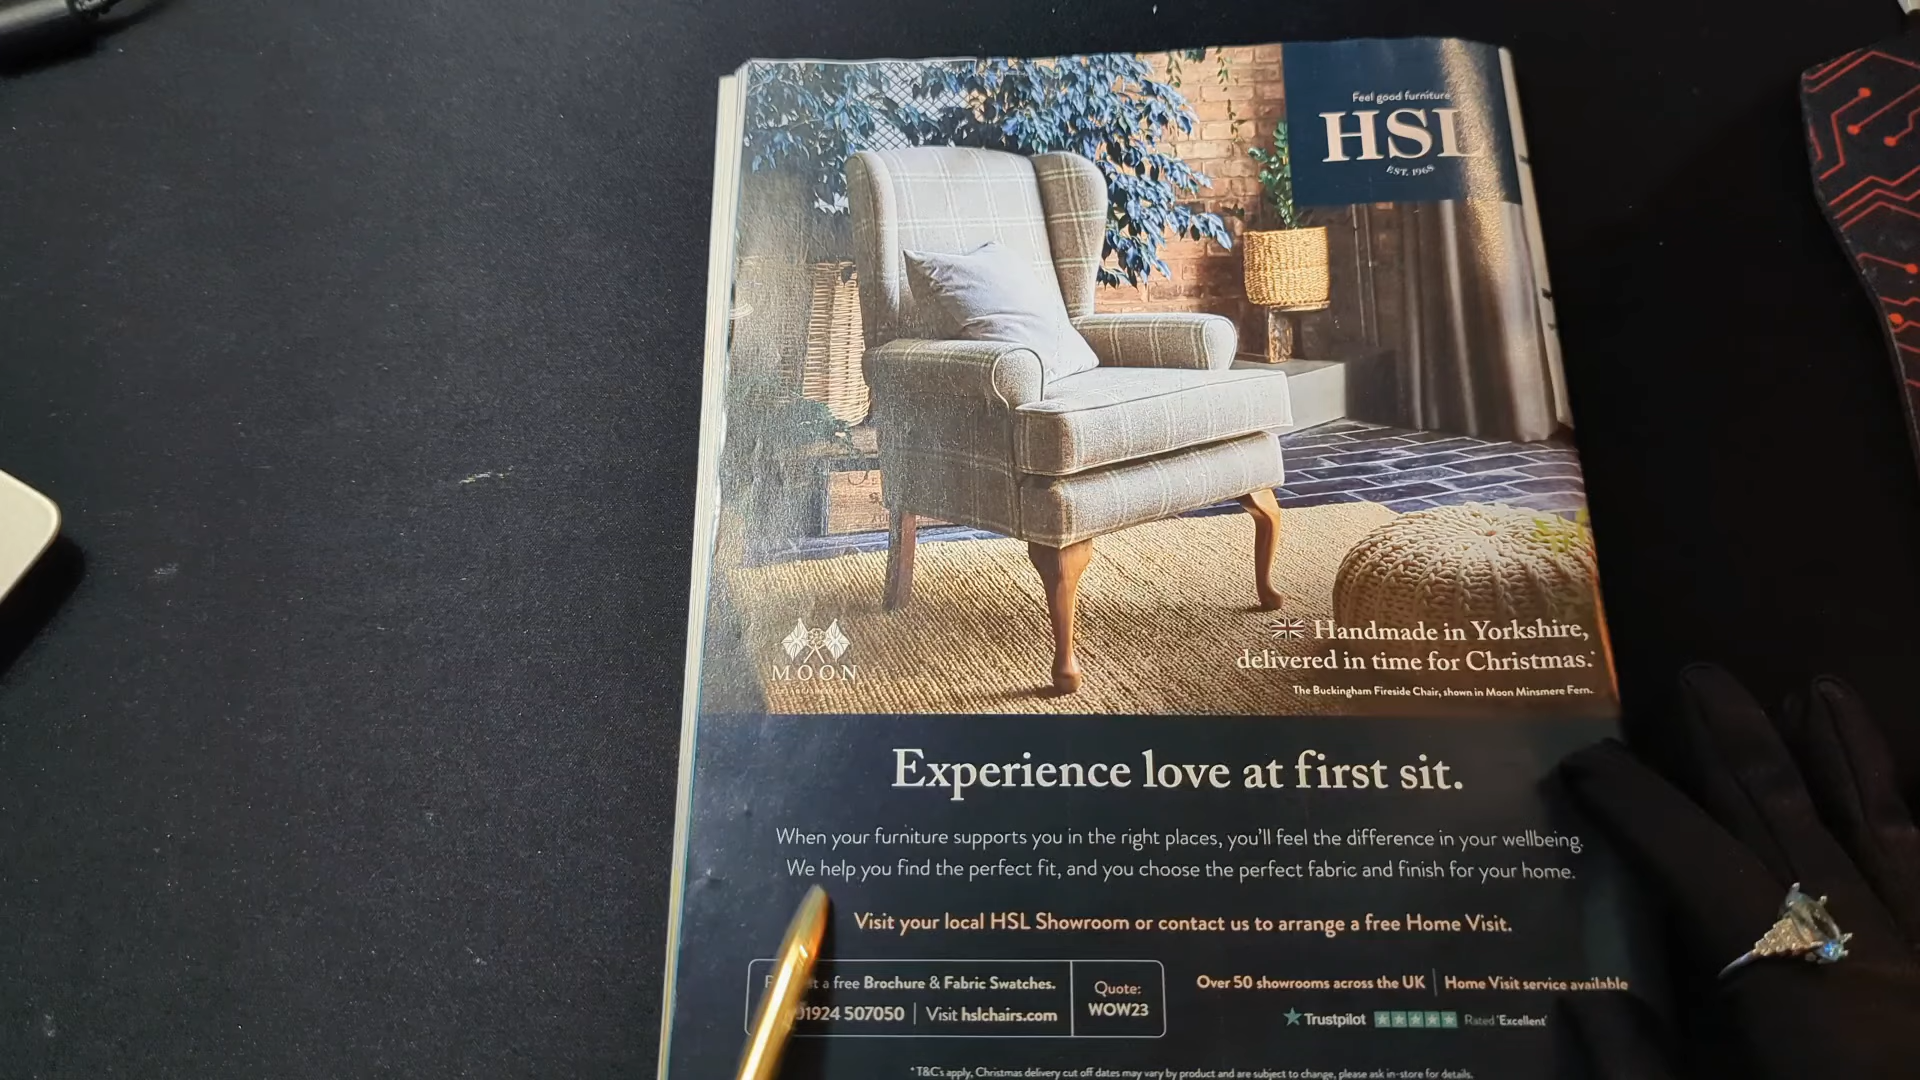 Feel good furniture
HSL
EST. 1968
MOON
Handmade in Yorkshire,
delivered in time for Christmas.*
The Buckingham Fireside Chair, shown in Moon Minsmere Fern.
Experience love at first sit.
When your furniture supports you in the right places, you'll feel the difference in your wellbeing.
We help you find the perfect fit, and you choose the perfect fabric and finish for your home.
Visit your local HSL Showroom or contact us to arrange a free Home Visit.
a free Brochure & Fabric Swatches.
01924 507050 | Visit hslchairs.com
Quote:
WOW23
Over 50 showrooms across the UK | Home Visit service available
Trustpilot Rated 'Excellent'
*T&C's apply, Christmas delivery cut off dates may vary by product and are subject to change, please ask in-store for details.